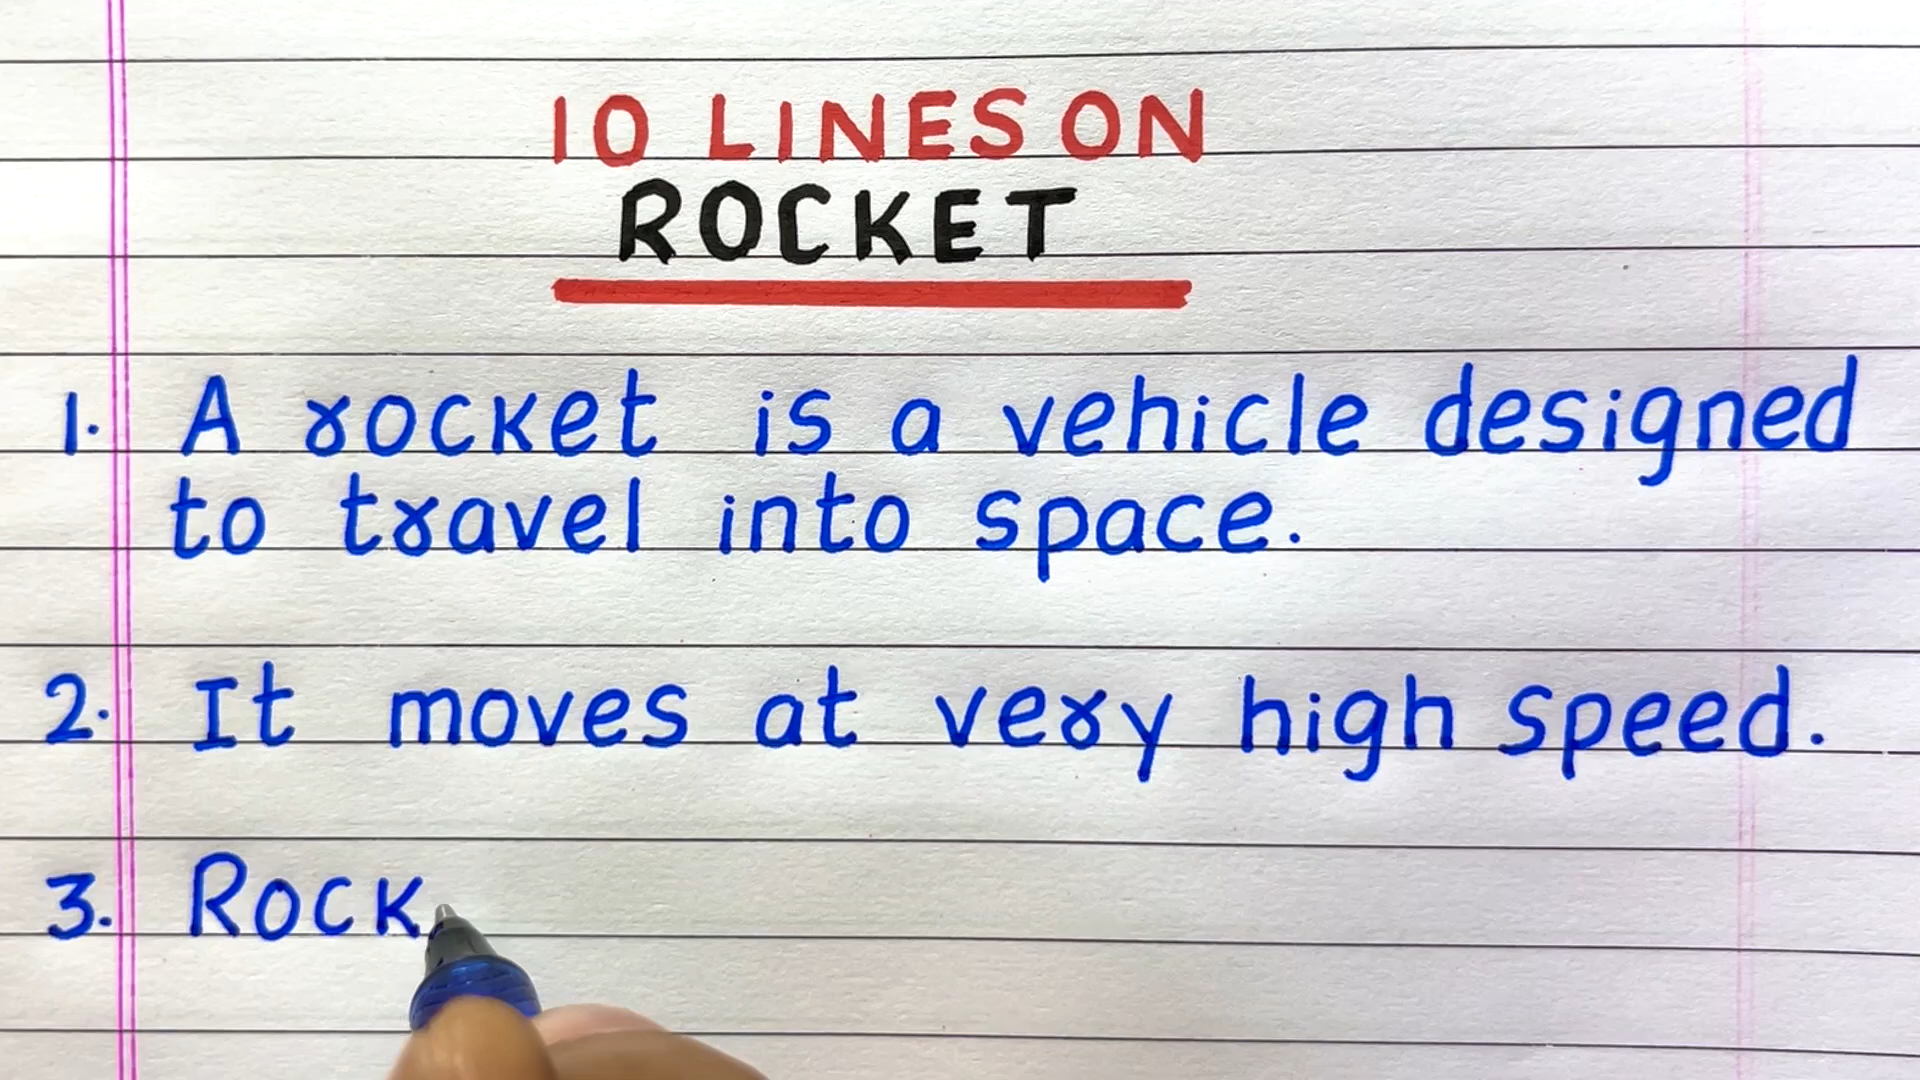 10 LINES ON
ROCKET
1. A rocket is a vehicle designed
to travel into space.
2. It moves at very high speed.
3. Rock